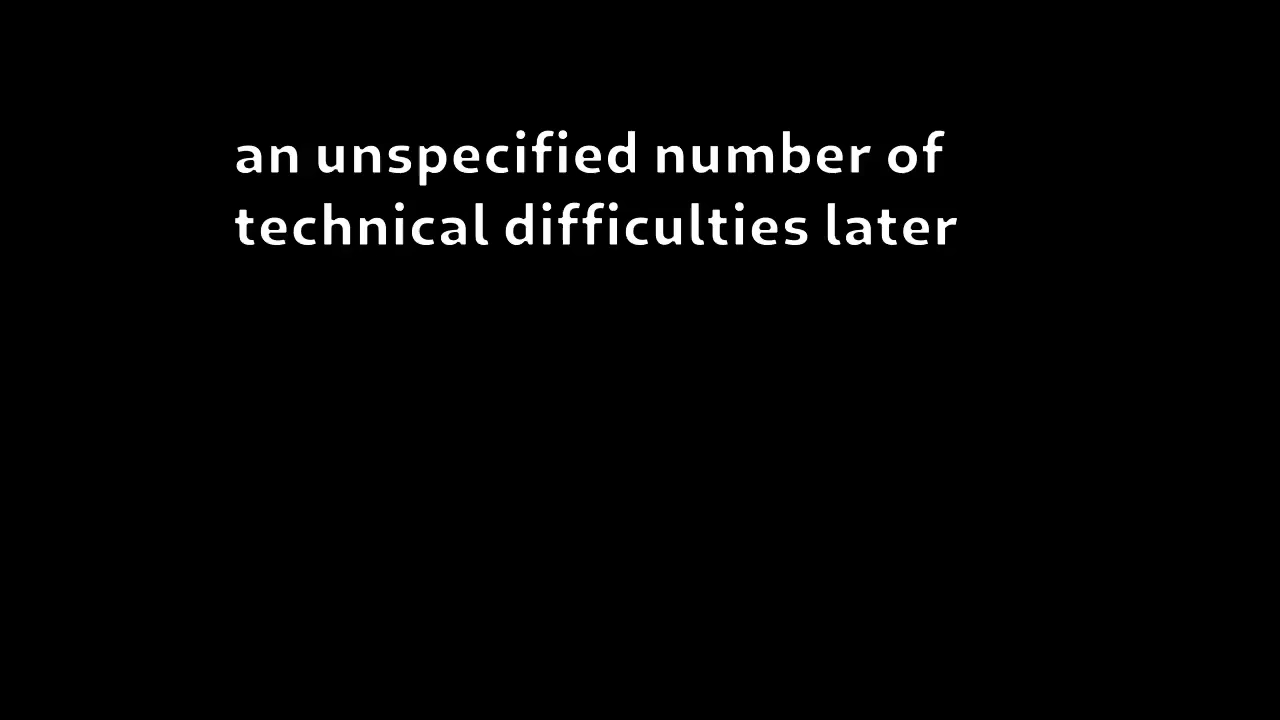 an unspecified number of
technical difficulties later